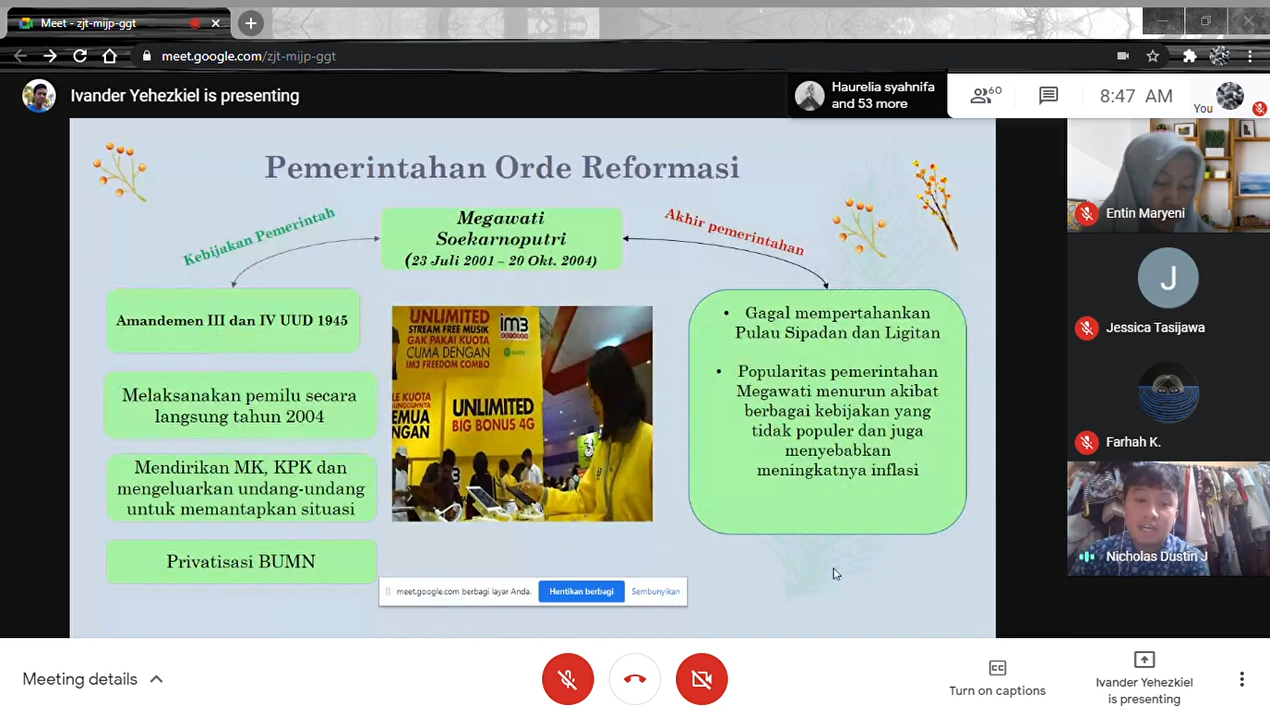 Meet - zjt-mijp-ggt
meet.google.com/zjt-mijp-ggt
Ivander Yehezkiel is presenting
Haurelia syahnifa
and 53 more
60
8:47 AM
You
Pemerintahan Orde Reformasi
Kebijakan Pemerintah
Megawati
Soekarnoputri
(23 Juli 2001 – 20 Okt. 2004)
Akhir pemerintahan
Amandemen III dan IV UUD 1945
Melaksanakan pemilu secara
langsung tahun 2004
Mendirikan MK, KPK dan
mengeluarkan undang-undang
untuk memantapkan situasi
Privatisasi BUMN
UNLIMITED
STREAM FREE MUSIK
GAK PAKAI KUOTA
CUMA DENGAN
IM3 FREEDOM COMBO
im3
UNLIMITED
BIG BONUS 4G
• Gagal mempertahankan
Pulau Sipadan dan Ligitan
• Popularitas pemerintahan
Megawati menurun akibat
berbagai kebijakan yang
tidak populer dan juga
menyebabkan
meningkatnya inflasi
meet.google.com berbagi layar Anda.
Hentikan berbagi
Sembunyikan
Entin Maryeni
J
Jessica Tasijawa
Farhah K.
Nicholas Dustin J
Meeting details
CC
Turn on captions
Ivander Yehezkiel
is presenting